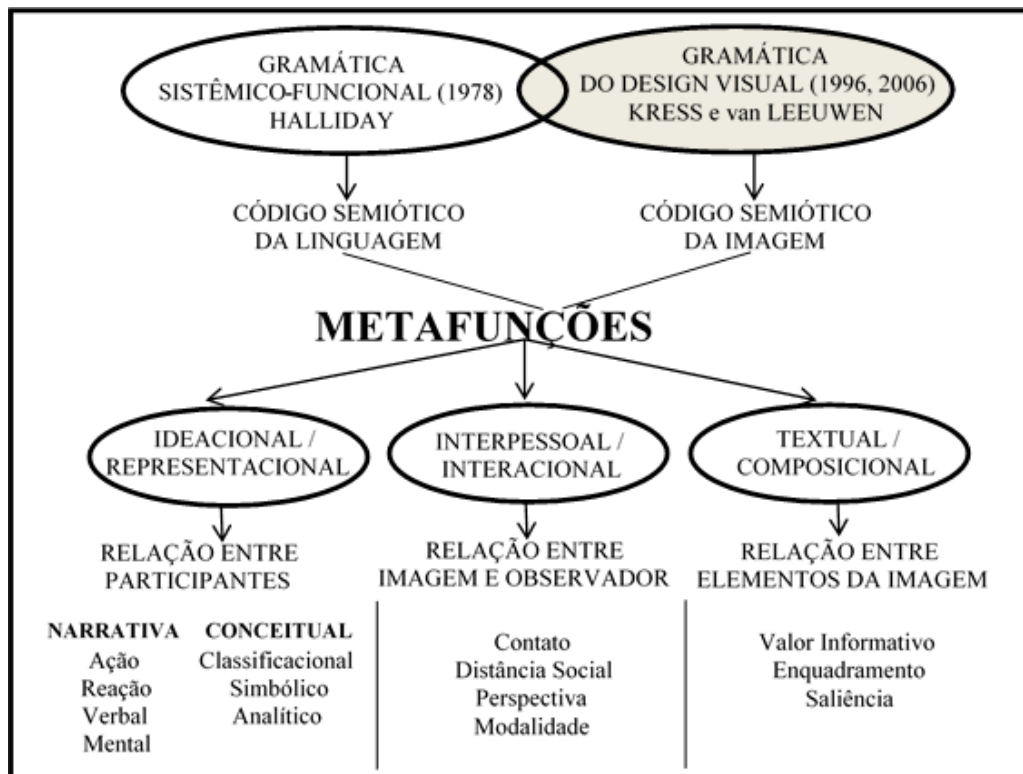 GRAMÁTICA
SISTÊMICO-FUNCIONAL (1978)
HALLIDAY
GRAMÁTICA
DO DESIGN VISUAL (1996, 2006)
KRESS e van LEEUWEN
CÓDIGO SEMIÓTICO
DA LINGUAGEM
CÓDIGO SEMIÓTICO
DA IMAGEM
METAFUNÇÕES
IDEACIONAL /
REPRESENTACIONAL
INTERPESSOAL /
INTERACIONAL
TEXTUAL /
COMPOSICIONAL
RELAÇÃO ENTRE
PARTICIPANTES
RELAÇÃO ENTRE
IMAGEM E OBSERVADOR
RELAÇÃO ENTRE
ELEMENTOS DA IMAGEM
NARRATIVA
Ação
Reação
Verbal
Mental
CONCEITUAL
Classificacional
Simbólico
Analítico
Contato
Distância Social
Perspectiva
Modalidade
Valor Informativo
Enquadramento
Saliência